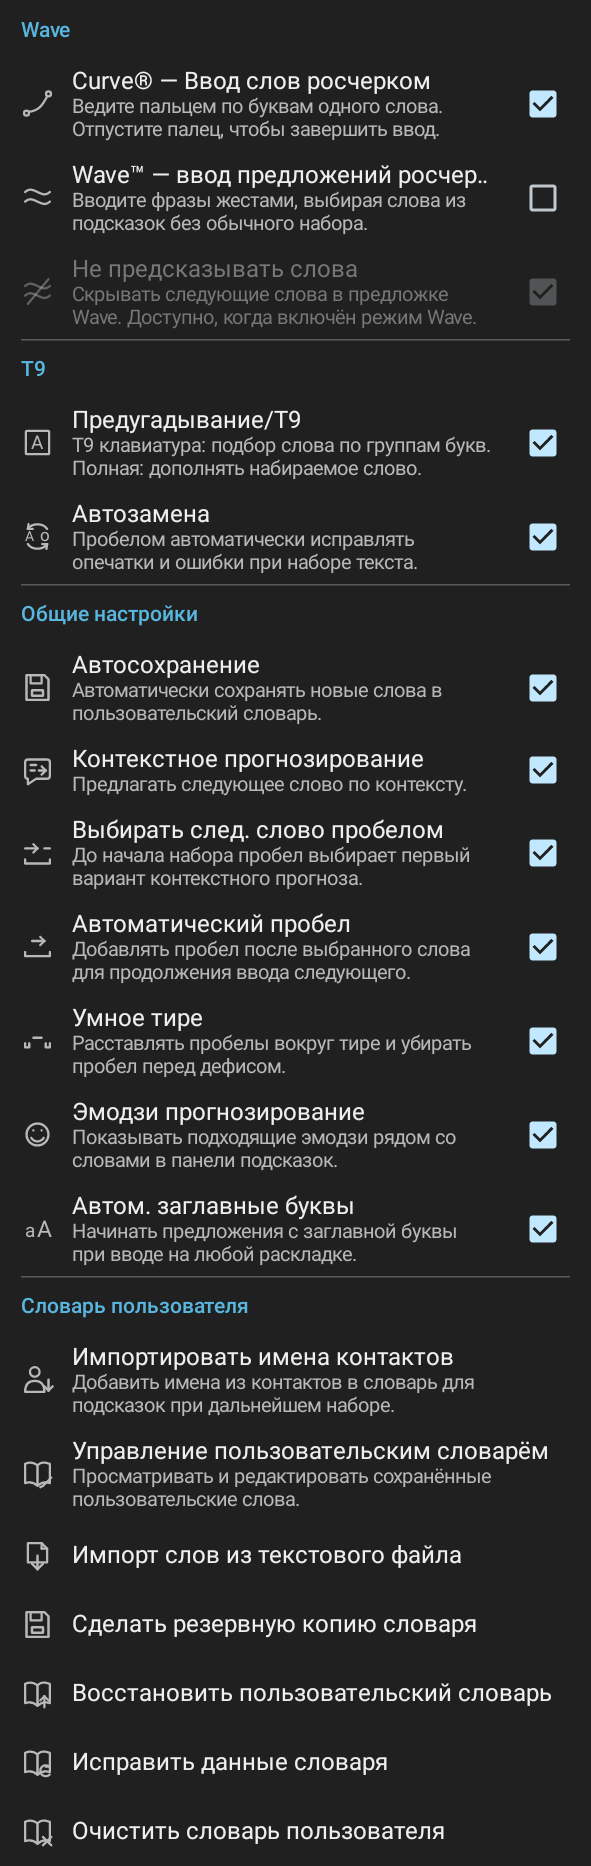 Wave
Curve® — Ввод слов росчерком
Ведите пальцем по буквам одного слова.
Отпустите палец, чтобы завершить ввод.
Wave™ — ввод предложений росчер..
Вводите фразы жестами, выбирая слова из
подсказок без обычного набора.
Не предсказывать слова
Скрывать следующие слова в предложке
Wave. Доступно, когда включён режим Wave.
T9
Предугадывание/T9
T9 клавиатура: подбор слова по группам букв.
Полная: дополнять набираемое слово.
Автозамена
Пробелом автоматически исправлять
опечатки и ошибки при наборе текста.
Общие настройки
Автосохранение
Автоматически сохранять новые слова в
пользовательский словарь.
Контекстное прогнозирование
Предлагать следующее слово по контексту.
Выбирать след. слово пробелом
До начала набора пробел выбирает первый
вариант контекстного прогноза.
Автоматический пробел
Добавлять пробел после выбранного слова
для продолжения ввода следующего.
Умное тире
Расставлять пробелы вокруг тире и убирать
пробел перед дефисом.
Эмодзи прогнозирование
Показывать подходящие эмодзи рядом со
словами в панели подсказок.
Автом. заглавные буквы
Начинать предложения с заглавной буквы
при вводе на любой раскладке.
Словарь пользователя
Импортировать имена контактов
Добавить имена из контактов в словарь для
подсказок при дальнейшем наборе.
Управление пользовательским словарём
Просматривать и редактировать сохранённые
пользовательские слова.
Импорт слов из текстового файла
Сделать резервную копию словаря
Восстановить пользовательский словарь
Исправить данные словаря
Очистить словарь пользователя